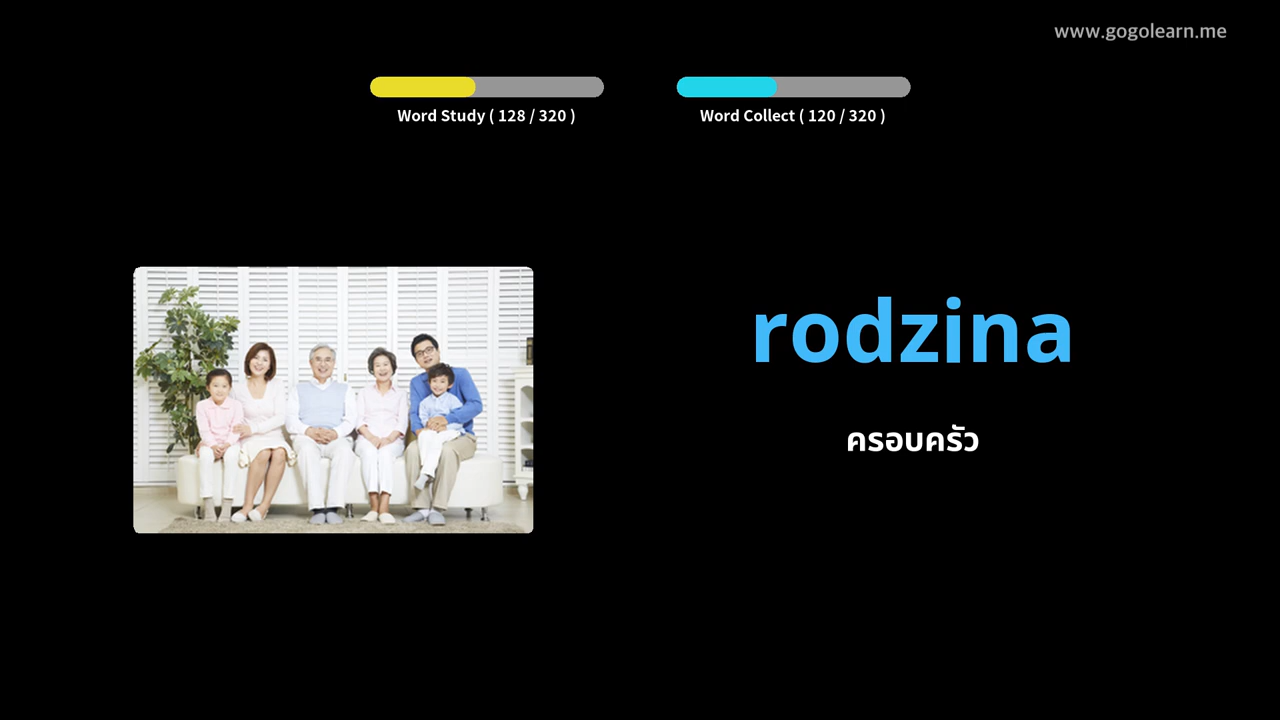 www.gogolearn.me
Word Study ( 128 / 320 )
Word Collect ( 120 / 320 )
rodzina
ครอบครัว